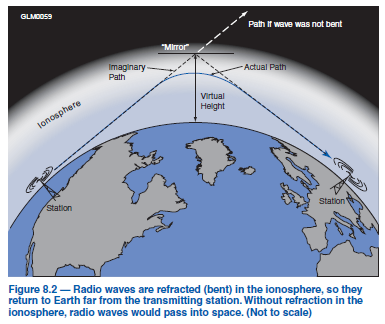 GLM0059
Path if wave was not bent
"Mirror"
Imaginary
Path
Actual Path
Virtual
Height
Ionosphere
Station
Station
Figure 8.2 — Radio waves are refracted (bent) in the ionosphere, so they
return to Earth far from the transmitting station. Without refraction in the
ionosphere, radio waves would pass into space. (Not to scale)